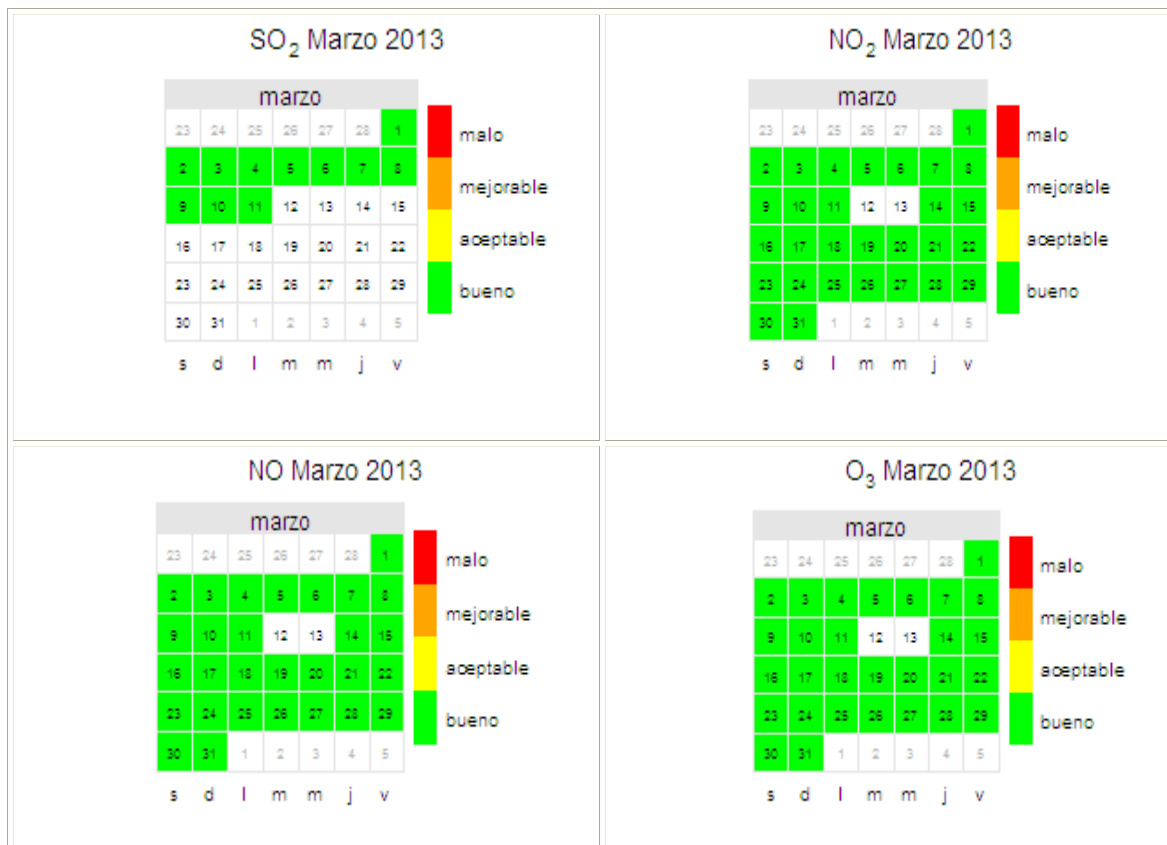 SO2 Marzo 2013
marzo
23 24 25 26 27 28 1
2 3 4 5 6 7 8
9 10 11 12 13 14 15
16 17 18 19 20 21 22
23 24 25 26 27 28 29
30 31 1 2 3 4 5
s d l m m j v
malo
mejorable
aceptable
bueno
NO2 Marzo 2013
marzo
23 24 25 26 27 28 1
2 3 4 5 6 7 8
9 10 11 12 13 14 15
16 17 18 19 20 21 22
23 24 25 26 27 28 29
30 31 1 2 3 4 5
s d l m m j v
malo
mejorable
aceptable
bueno
NO Marzo 2013
marzo
23 24 25 26 27 28 1
2 3 4 5 6 7 8
9 10 11 12 13 14 15
16 17 18 19 20 21 22
23 24 25 26 27 28 29
30 31 1 2 3 4 5
s d l m m j v
malo
mejorable
aceptable
bueno
O3 Marzo 2013
marzo
23 24 25 26 27 28 1
2 3 4 5 6 7 8
9 10 11 12 13 14 15
16 17 18 19 20 21 22
23 24 25 26 27 28 29
30 31 1 2 3 4 5
s d l m m j v
malo
mejorable
aceptable
bueno